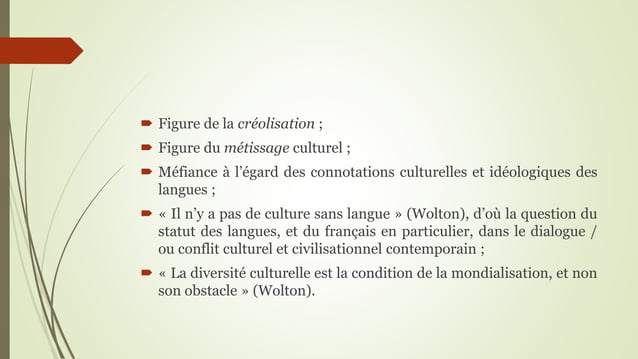 Figure de la créolisation ;
Figure du métissage culturel ;
Méfiance à l’égard des connotations culturelles et idéologiques des
langues ;
« Il n’y a pas de culture sans langue » (Wolton), d’où la question du
statut des langues, et du français en particulier, dans le dialogue /
ou conflit culturel et civilisationnel contemporain ;
« La diversité culturelle est la condition de la mondialisation, et non
son obstacle » (Wolton).